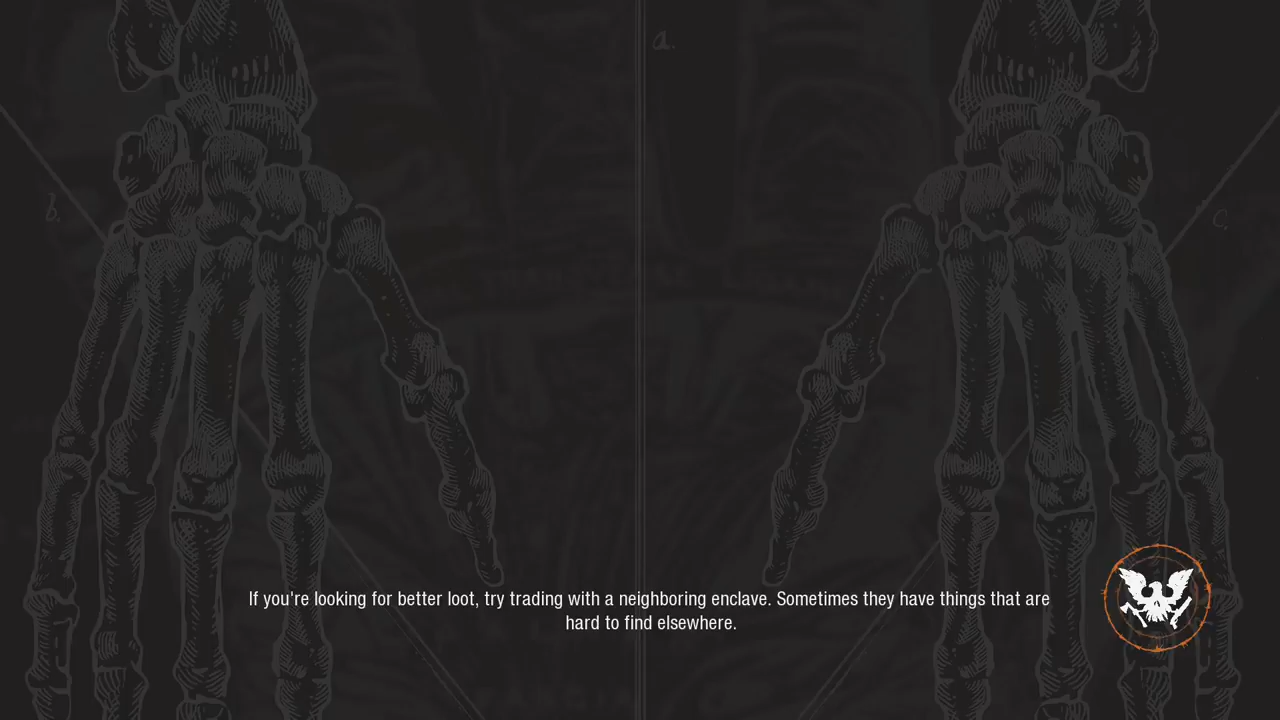 a.
b.
c.
If you're looking for better loot, try trading with a neighboring enclave. Sometimes they have things that are
hard to find elsewhere.